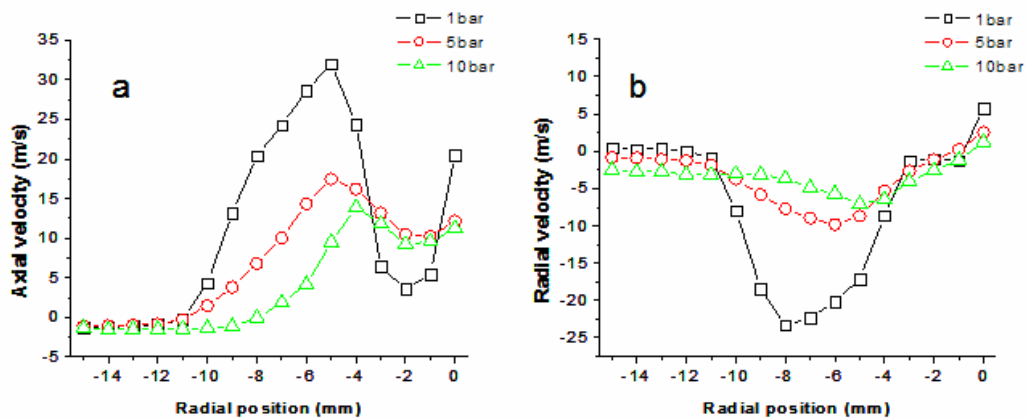 1bar
5bar
10bar
a
Axial velocity (m/s)
35
30
25
20
15
10
5
0
-5
-14
-12
-10
-8
-6
-4
-2
0
Radial position (mm)
1bar
5bar
10bar
b
Radial velocity (m/s)
15
10
5
0
-5
-10
-15
-20
-25
-14
-12
-10
-8
-6
-4
-2
0
Radial position (mm)